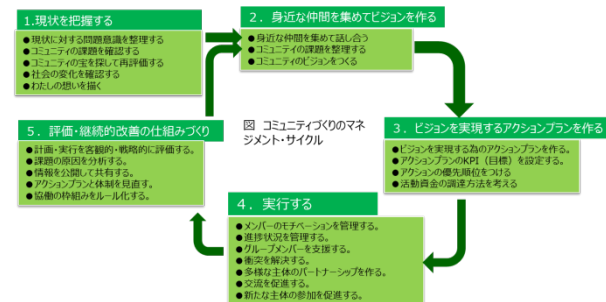 1.現状を把握する
●現状に対する問題意識を整理する
●コミュニティの課題を確認する
●コミュニティの宝を探して再評価する
●社会の変化を確認する
●わたしの想いを描く
2．身近な仲間を集めてビジョンを作る
●身近な仲間を集めて話し合う
●コミュニテイの課題を整理する
●コミュニティのビジョンをつくる
3．ビジョンを実現するアクションプランを作る
●ビジョンを実現する為のアクションプランを作る。
●アクションプランのKPI（目標）を設定する。
●アクションの優先順位をつける
●活動資金の調達方法を考える
4．実行する
●メンバーのモチベーションを管理する。
●進捗状況を管理する。
●グループメンバーを支援する。
●衝突を解決する。
●多様な主体のパートナーシップを作る。
●交流を促進する。
●新たな主体の参加を促進する。
5．評価・継続的改善の仕組みづくり
●計画・実行を客観的・戦略的に評価する。
●課題の原因を分析する。
●情報を公開して共有する。
●アクションプランと体制を見直す。
●協働の枠組みをルール化する。
図　コミュニティづくりのマネ
ジメント・サイクル